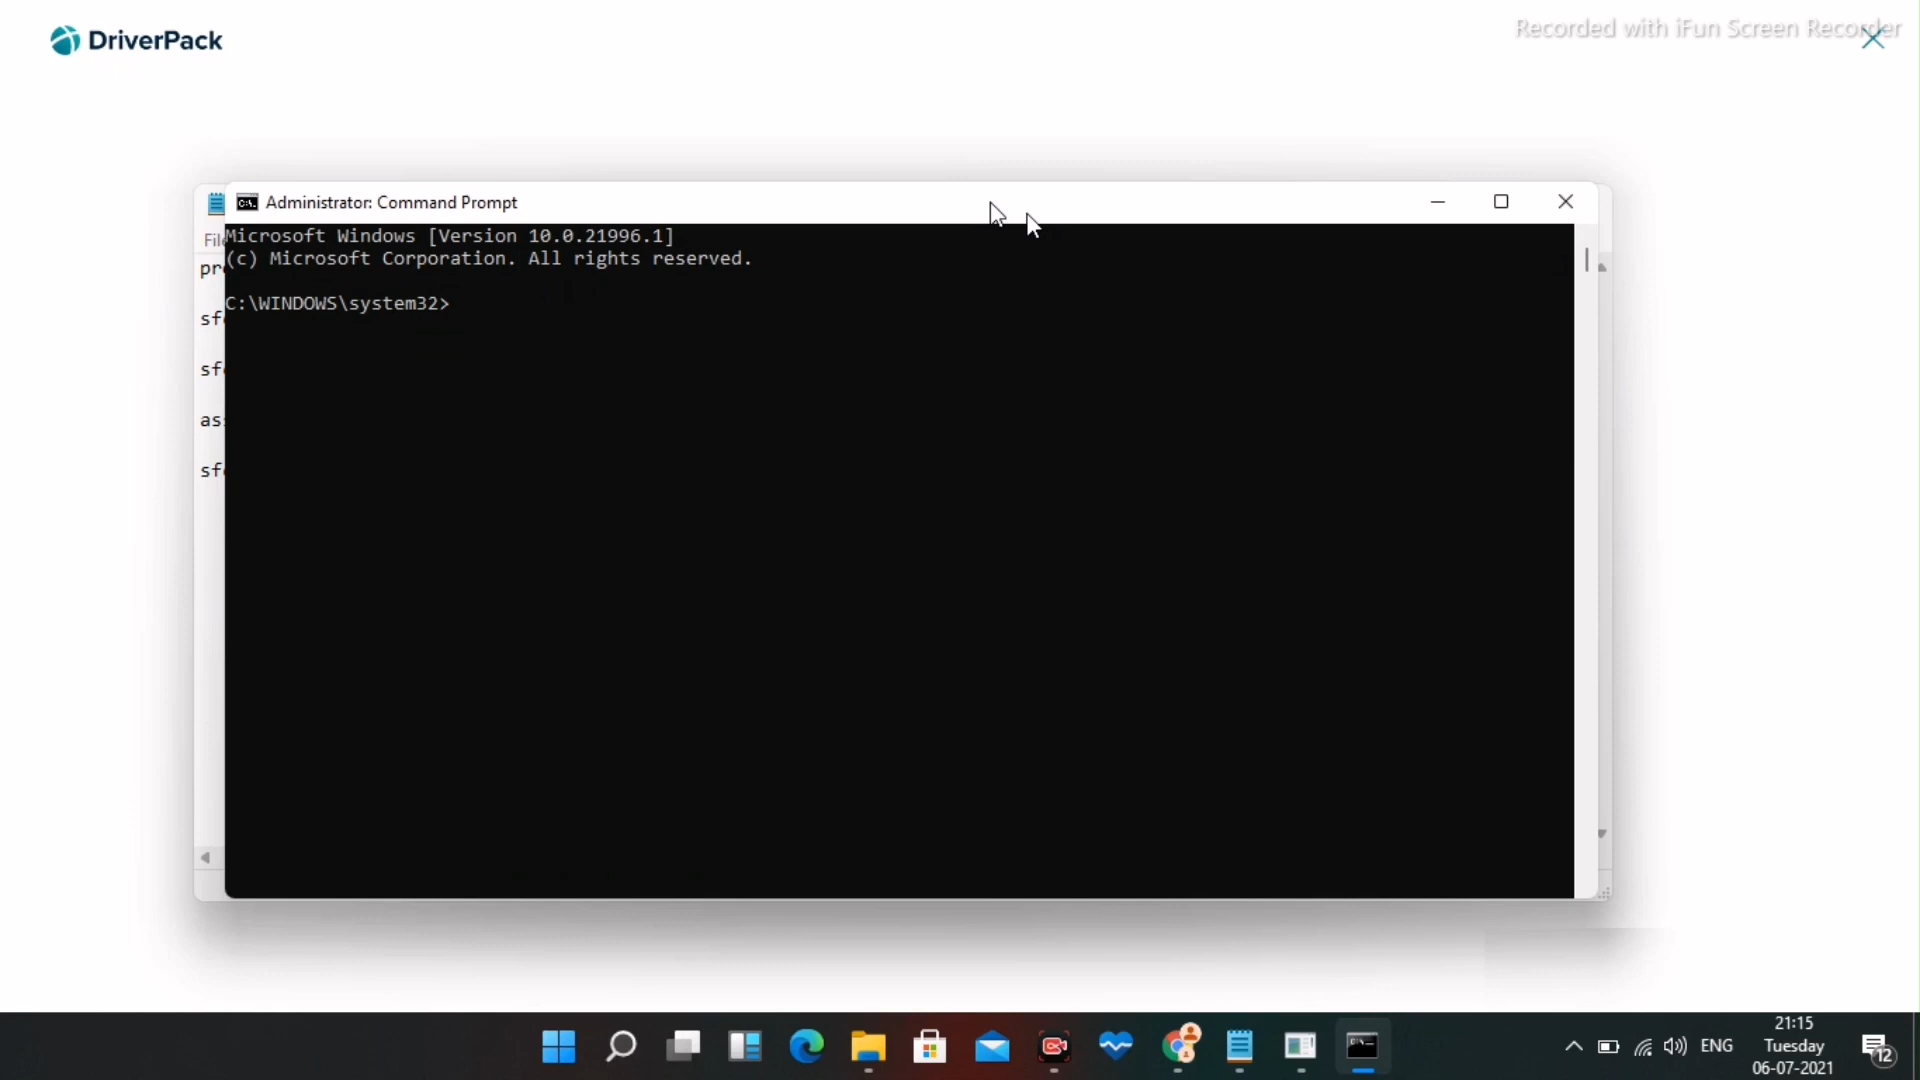 DriverPack
Recorded with iFun Screen Recorder
Administrator: Command Prompt
Microsoft Windows [Version 10.0.21996.1]
(c) Microsoft Corporation. All rights reserved.
C:\WINDOWS\system32>
21:15
ENG
Tuesday
12
06-07-2021